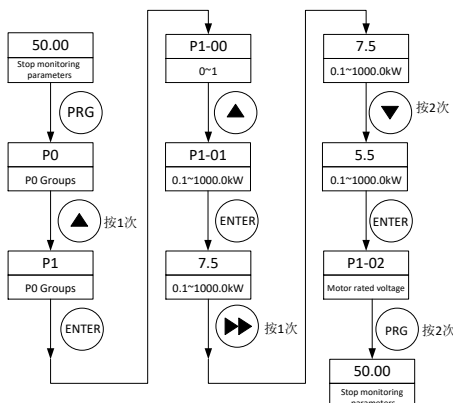 50.00
Stop monitoring
parameters
PRG
P0
P0 Groups
按1次
P1
P0 Groups
ENTER
P1-00
0~1
P1-01
0.1~1000.0kW
ENTER
7.5
0.1~1000.0kW
按1次
7.5
0.1~1000.0kW
按2次
5.5
0.1~1000.0kW
ENTER
P1-02
Motor rated voltage
PRG
按2次
50.00
Stop monitoring
parameters